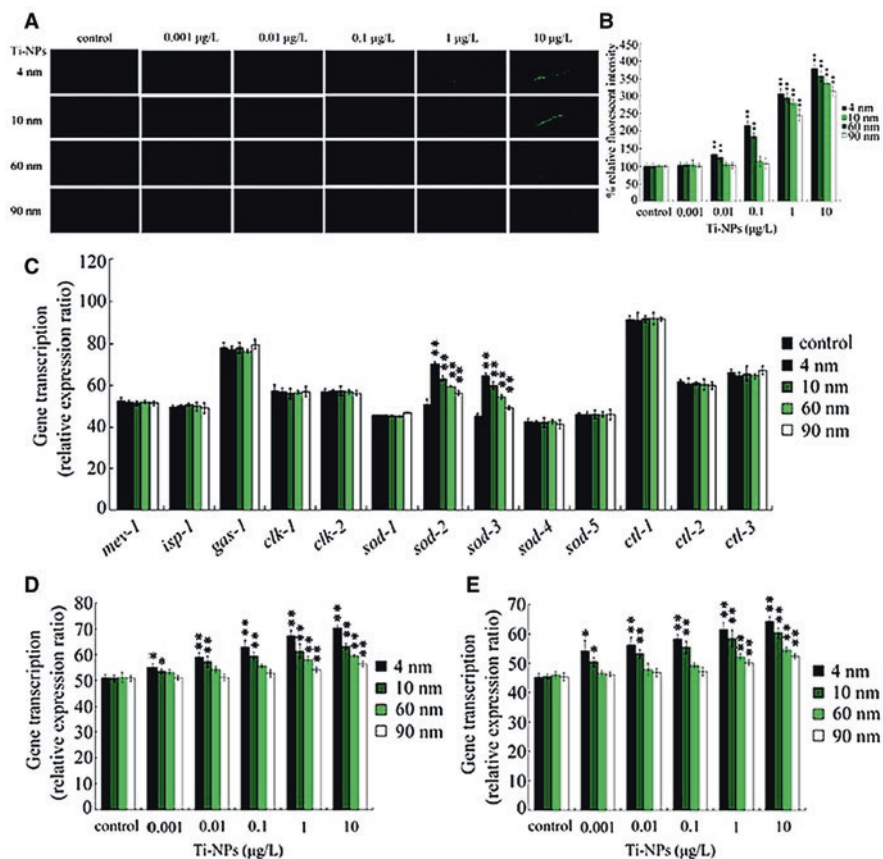 A
control 0.001 µg/L 0.01 µg/L 0.1 µg/L 1 µg/L 10 µg/L
Ti-NPs
4 nm
10 nm
60 nm
90 nm
B
% relative fluorescent intensity
450
400
350
300
250
200
150
100
50
0
** ** ** ** ** ** ** ** ** ** ** **
4 nm
10 nm
60 nm
90 nm
control 0.001 0.01 0.1 1 10
Ti-NPs (µg/L)
C
Gene transcription
(relative expression ratio)
120
100
80
60
40
20
0
** ** ** ** ** ** ** **
control
4 nm
10 nm
60 nm
90 nm
mev-1 isp-1 gas-1 clk-1 clk-2 sod-1 sod-2 sod-3 sod-4 sod-5 ctl-1 ctl-2 ctl-3
D
Gene transcription
(relative expression ratio)
80
70
60
50
40
30
20
10
0
* * ** ** ** ** ** ** ** ** ** ** ** **
4 nm
10 nm
60 nm
90 nm
control 0.001 0.01 0.1 1 10
Ti-NPs (µg/L)
E
Gene transcription
(relative expression ratio)
70
60
50
40
30
20
10
0
* * ** ** ** ** ** ** ** ** ** ** ** **
4 nm
10 nm
60 nm
90 nm
control 0.001 0.01 0.1 1 10
Ti-NPs (µg/L)